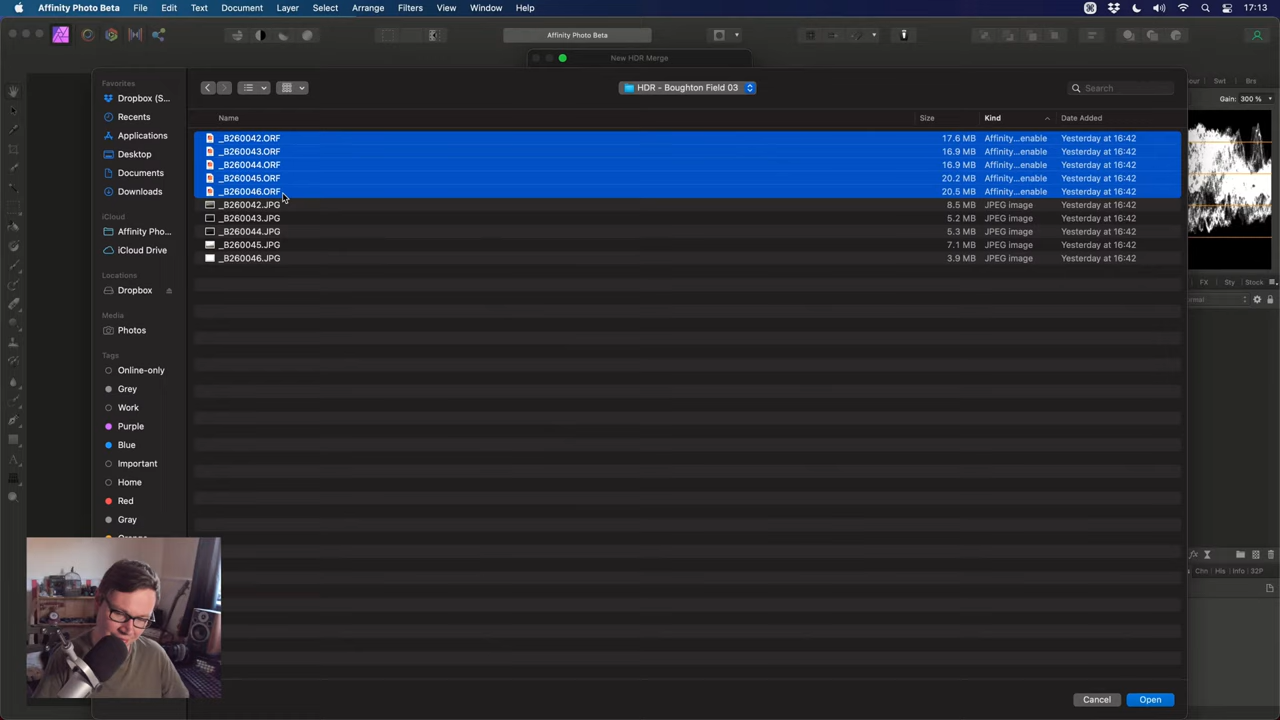 Affinity Photo Beta File Edit Text Document Layer Select Arrange Filters View Window Help 17:13
Affinity Photo Beta
New HDR Merge
Favorites
Dropbox (S...
Recents
Applications
Desktop
Documents
Downloads
iCloud
Affinity Pho...
iCloud Drive
Locations
Dropbox
Media
Photos
Tags
Online-only
Grey
Work
Purple
Blue
Important
Home
Red
Gray
HDR - Boughton Field 03
Search
Name Size Kind Date Added
_B260042.ORF 17.6 MB Affinity...enable Yesterday at 16:42
_B260043.ORF 16.9 MB Affinity...enable Yesterday at 16:42
_B260044.ORF 16.9 MB Affinity...enable Yesterday at 16:42
_B260045.ORF 20.2 MB Affinity...enable Yesterday at 16:42
_B260046.ORF 20.5 MB Affinity...enable Yesterday at 16:42
_B260042.JPG 8.5 MB JPEG image Yesterday at 16:42
_B260043.JPG 5.2 MB JPEG image Yesterday at 16:42
_B260044.JPG 5.3 MB JPEG image Yesterday at 16:42
_B260045.JPG 7.1 MB JPEG image Yesterday at 16:42
_B260046.JPG 3.9 MB JPEG image Yesterday at 16:42
Cancel Open
Swt Brs
Gain: 300 %
FX Sty Stock
Chn His Info 32P